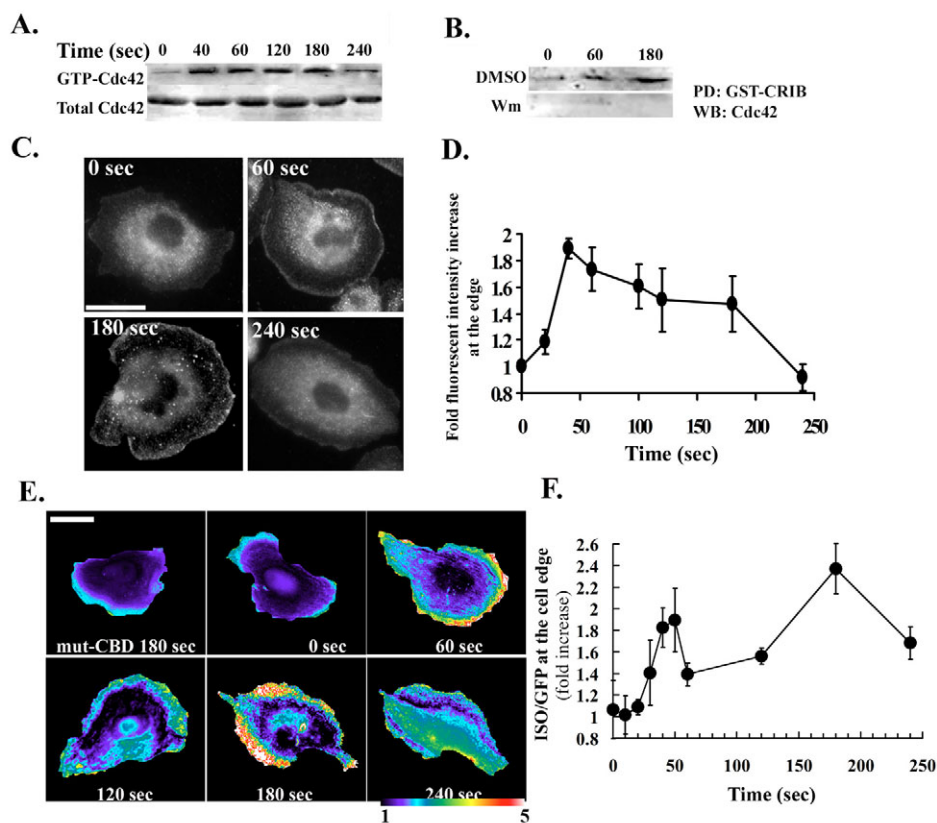 A.
Time (sec) 0 40 60 120 180 240
GTP-Cdc42
Total Cdc42
B.
0 60 180
DMSO
Wm
PD: GST-CRIB
WB: Cdc42
C.
0 sec
60 sec
180 sec
240 sec
D.
Fold fluorescent intensity increase
at the edge
2
1.8
1.6
1.4
1.2
1
0.8
0 50 100 150 200 250
Time (sec)
E.
mut-CBD 180 sec
0 sec
60 sec
120 sec
180 sec
240 sec
1 5
F.
ISO/GFP at the cell edge
(fold increase)
2.6
2.4
2.2
2
1.8
1.6
1.4
1.2
1
0.8
0 50 100 150 200 250
Time (sec)